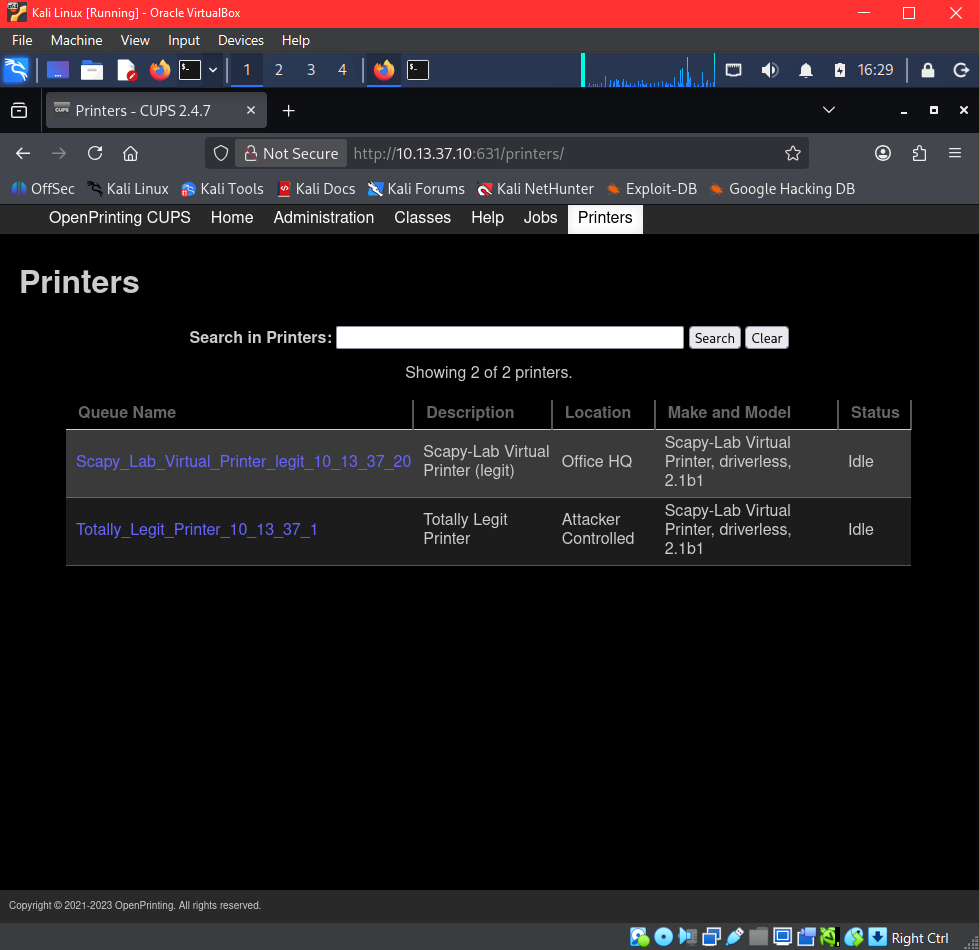 Kali Linux [Running] - Oracle VirtualBox
File Machine View Input Devices Help
1 2 3 4 16:29
CUPS Printers - CUPS 2.4.7
Not Secure http://10.13.37.10:631/printers/
OffSec Kali Linux Kali Tools Kali Docs Kali Forums Kali NetHunter Exploit-DB Google Hacking DB
OpenPrinting CUPS Home Administration Classes Help Jobs Printers
Printers
Search in Printers: Search Clear
Showing 2 of 2 printers.
Queue Name Description Location Make and Model Status
Scapy_Lab_Virtual_Printer_legit_10_13_37_20 Scapy-Lab Virtual Printer (legit) Office HQ Scapy-Lab Virtual Printer, driverless, 2.1b1 Idle
Totally_Legit_Printer_10_13_37_1 Totally Legit Printer Attacker Controlled Scapy-Lab Virtual Printer, driverless, 2.1b1 Idle
Copyright © 2021-2023 OpenPrinting. All rights reserved.
Right Ctrl